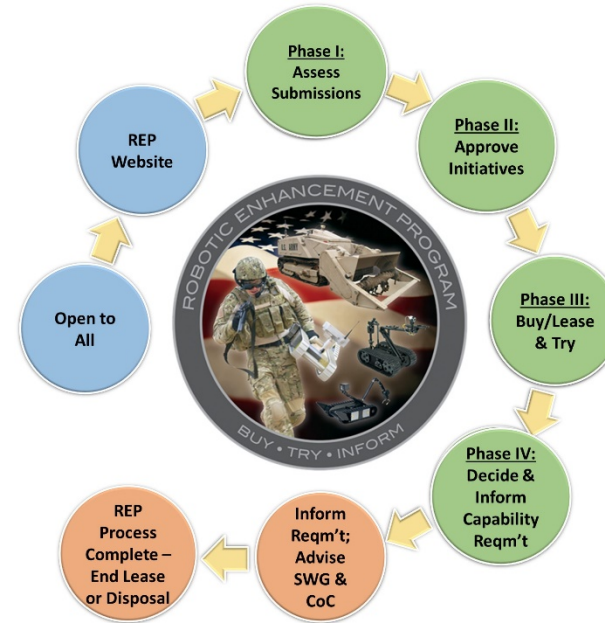 Open to
All
REP
Website
Phase I:
Assess
Submissions
Phase II:
Approve
Initiatives
Phase III:
Buy/Lease
& Try
Phase IV:
Decide &
Inform
Capability
Reqm't
Inform
Reqm't;
Advise
SWG &
CoC
REP
Process
Complete –
End Lease
or Disposal
ROBOTIC ENHANCEMENT PROGRAM
BUY • TRY • INFORM
U.S. ARMY